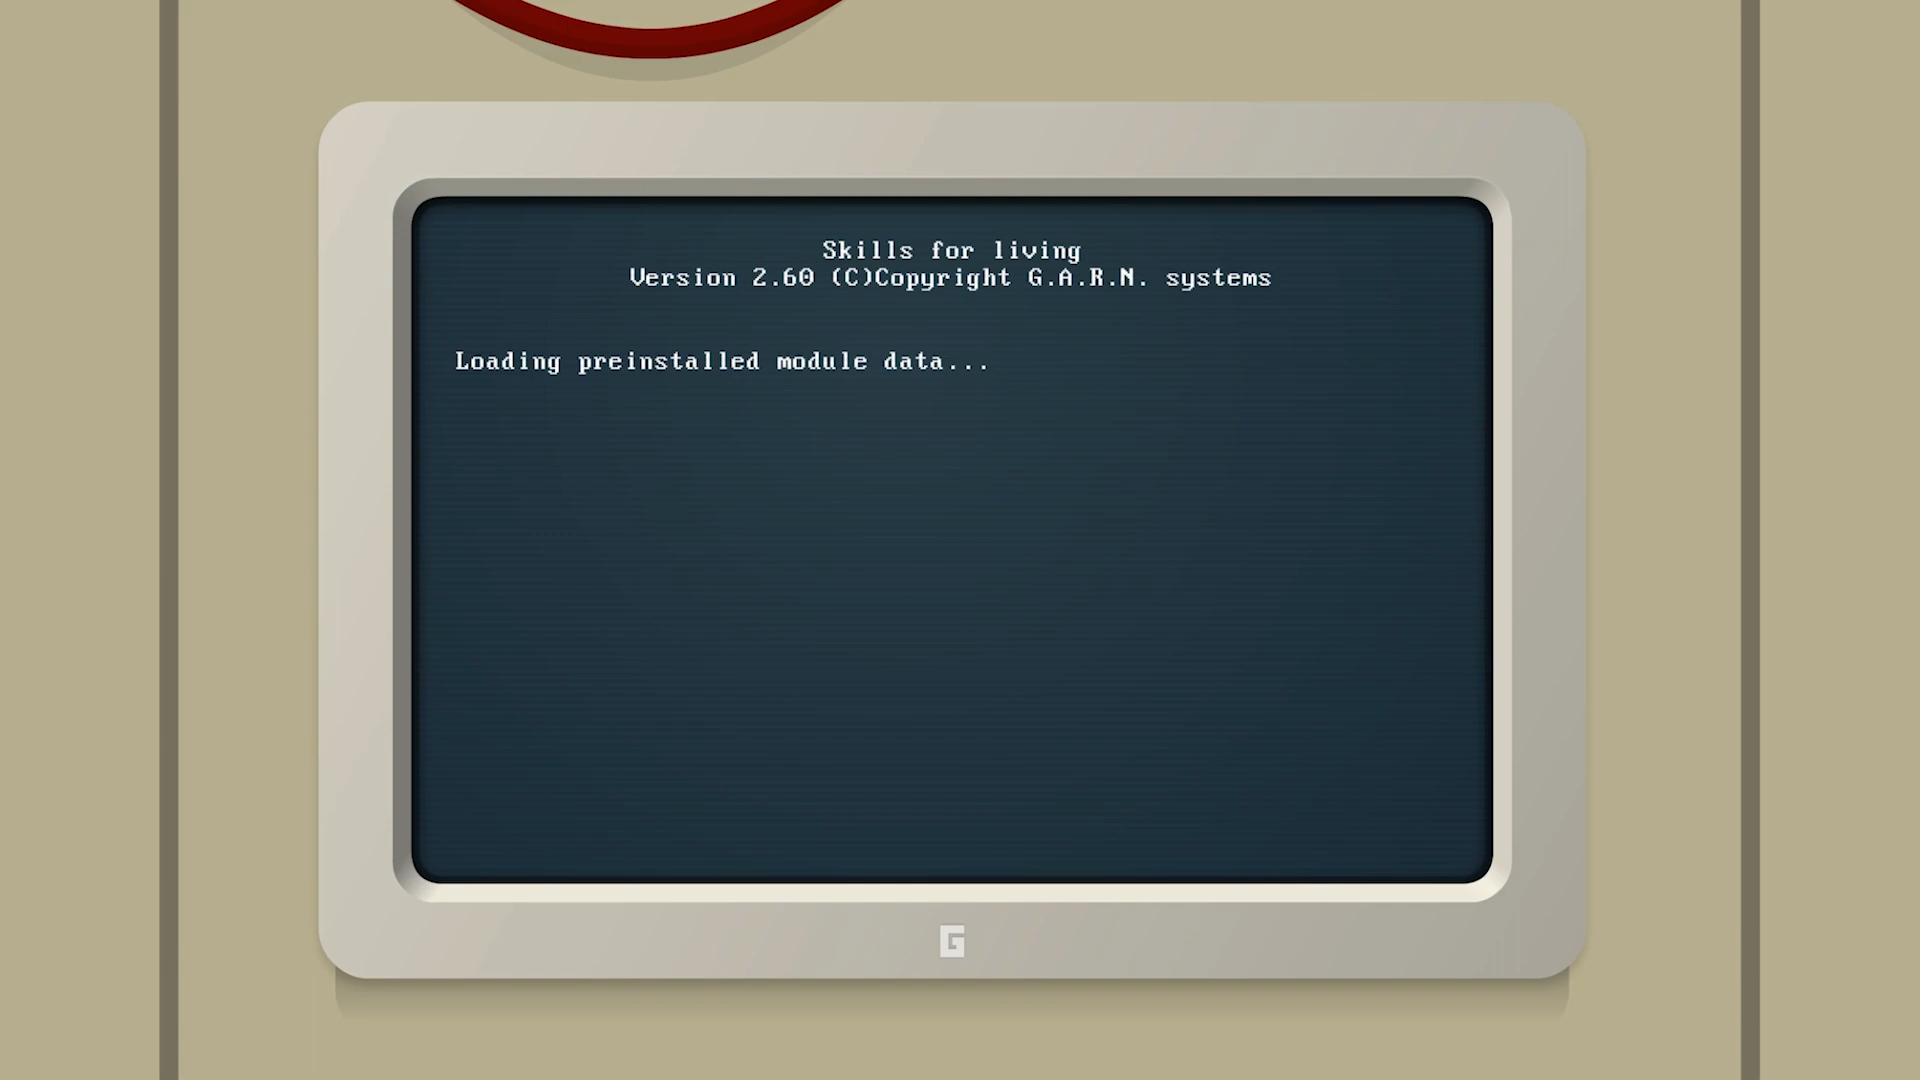 Skills for living
Version 2.60 (C)Copyright G.A.R.N. systems
Loading preinstalled module data...
G